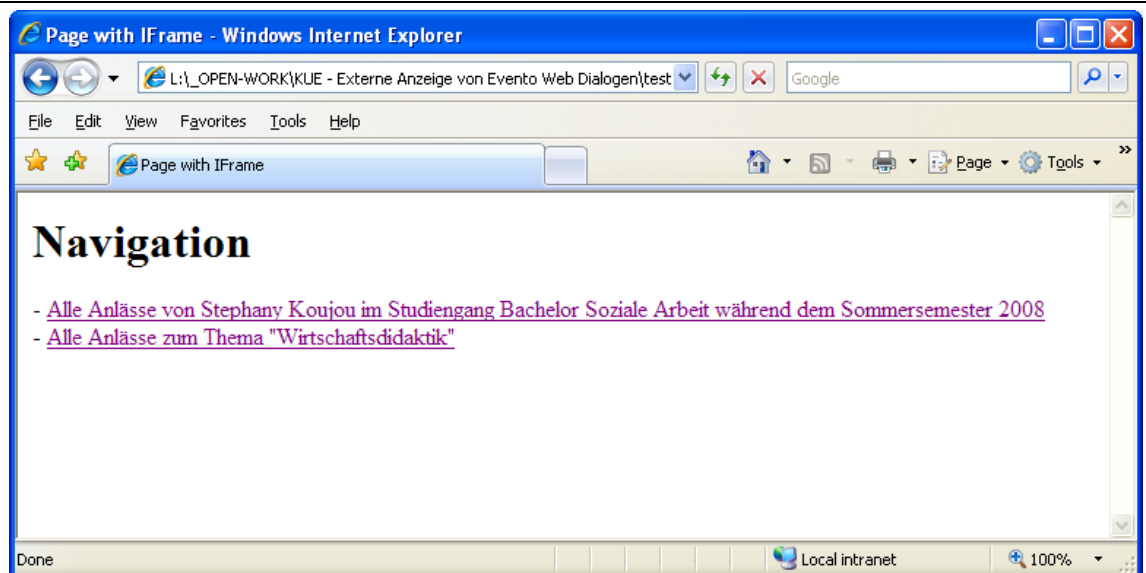 Page with IFrame - Windows Internet Explorer
L:\_OPEN-WORK\KUE - Externe Anzeige von Evento Web Dialogen\test
Google
File Edit View Favorites Tools Help
Page with IFrame
Page Tools
Navigation
- Alle Anlässe von Stephany Koujou im Studiengang Bachelor Soziale Arbeit während dem Sommersemester 2008
- Alle Anlässe zum Thema "Wirtschaftsdidaktik"
Done Local intranet 100%